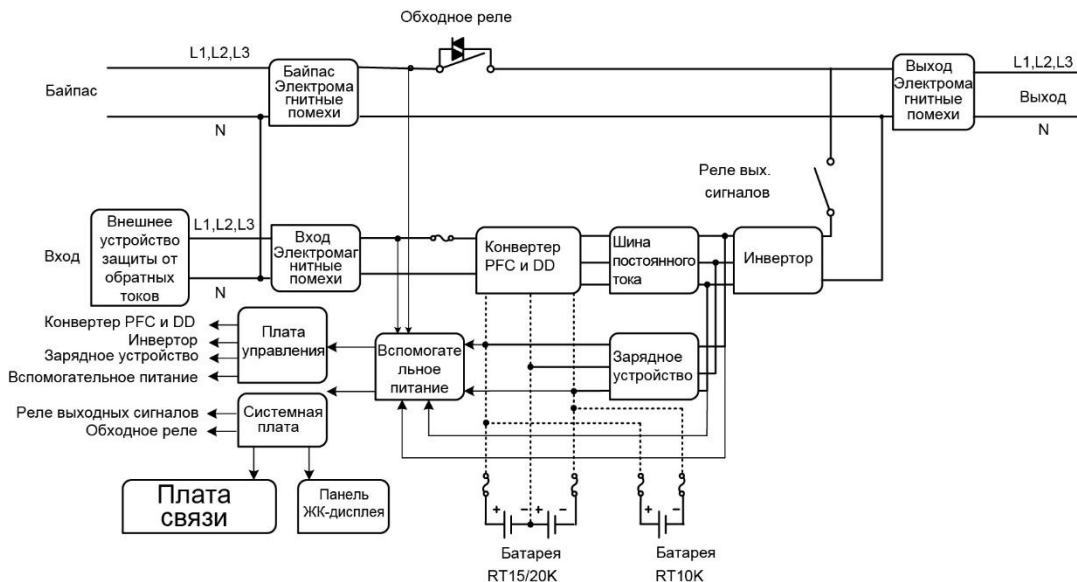 Обходное реле
L1,L2,L3
Байпас
N
Байпас
Электрома
гнитные
помехи
Выход
Электрома
гнитные
помехи
L1,L2,L3
Выход
N
Реле вых.
сигналов
Вход
Внешнее
устройство
защиты от
обратных
токов
L1,L2,L3
N
Вход
Электромаг
нитные
помехи
Конвертер
PFC и DD
Шина
постоянного
тока
Инвертор
Конвертер PFC и DD
Инвертор
Зарядное устройство
Вспомогательное питание
Плата
управления
Вспомогате
льное
питание
Зарядное
устройство
Реле выходных сигналов
Обходное реле
Системная
плата
Плата
связи
Панель
ЖК-дисплея
+ − + −
+ −
Батарея
RT15/20K
Батарея
RT10K